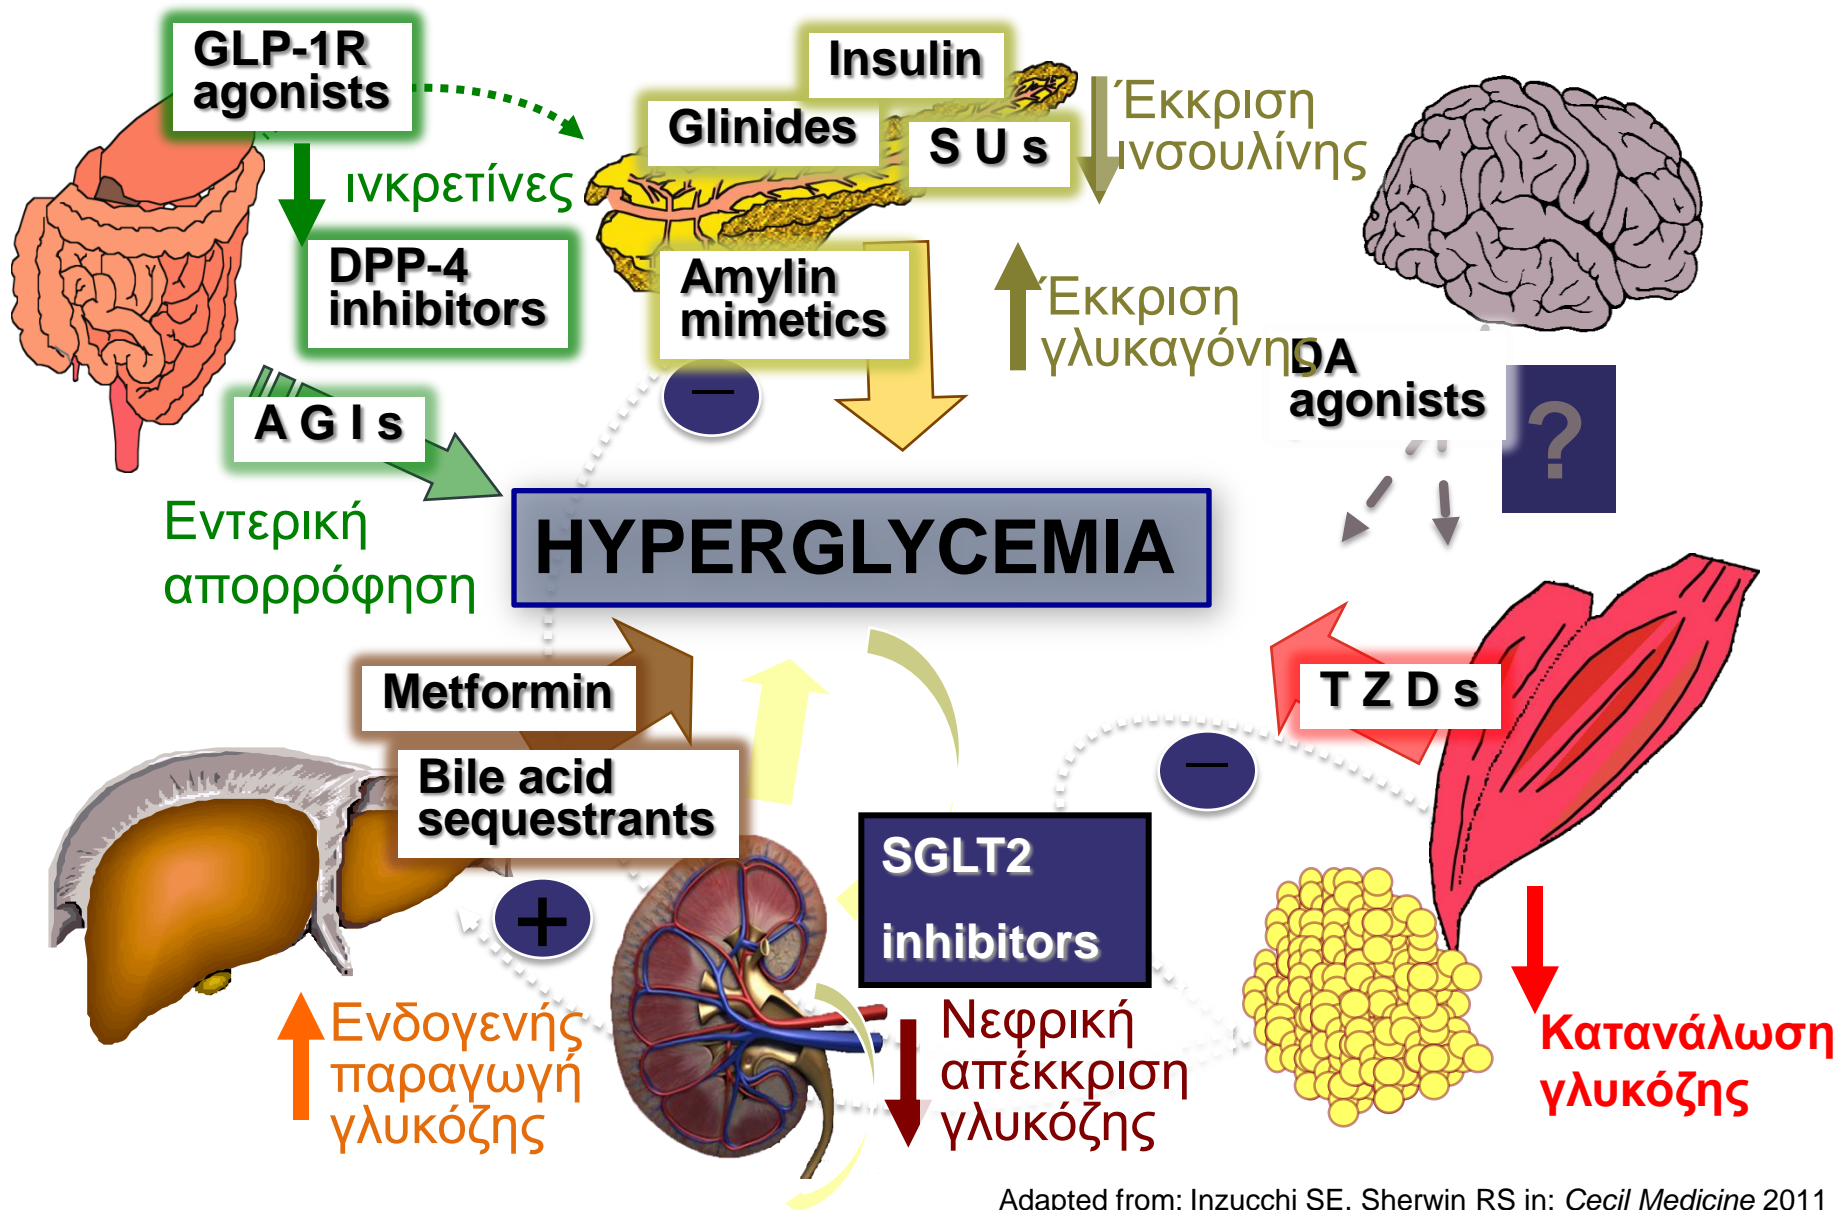 GLP-1R
agonists
Insulin
Glinides
S U s
Έκκριση
ινσουλίνης
ινκρετίνες
DPP-4
inhibitors
Amylin
mimetics
Έκκριση
γλυκαγόνης
DA
agonists
?
–
A G I s
Εντερική
απορρόφηση
HYPERGLYCEMIA
Metformin
T Z D s
–
Bile acid
sequestrants
SGLT2
inhibitors
+
Ενδογενής
παραγωγή
γλυκόζης
Νεφρική
απέκκριση
γλυκόζης
Κατανάλωση
γλυκόζης
Adapted from: Inzucchi SE, Sherwin RS in: Cecil Medicine 2011